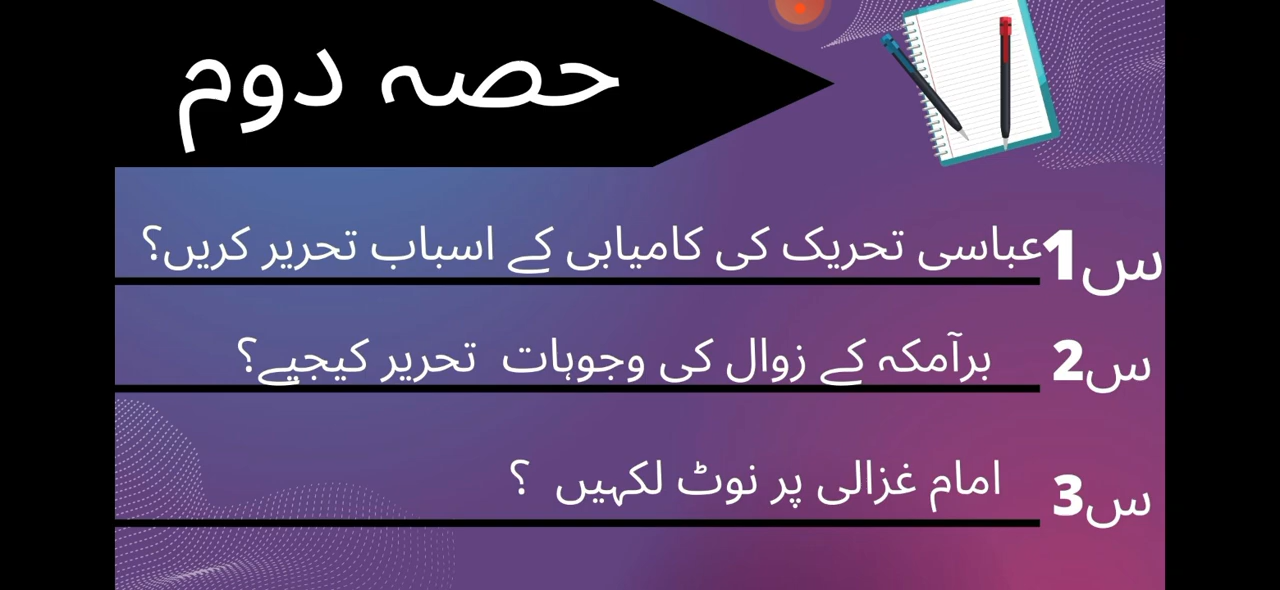 حصہ دوم
س1 عباسی تحریک کی کامیابی کے اسباب تحریر کریں؟
س2 برآمکہ کے زوال کی وجوہات تحریر کیجیے؟
س3 امام غزالی پر نوٹ لکہیں ؟